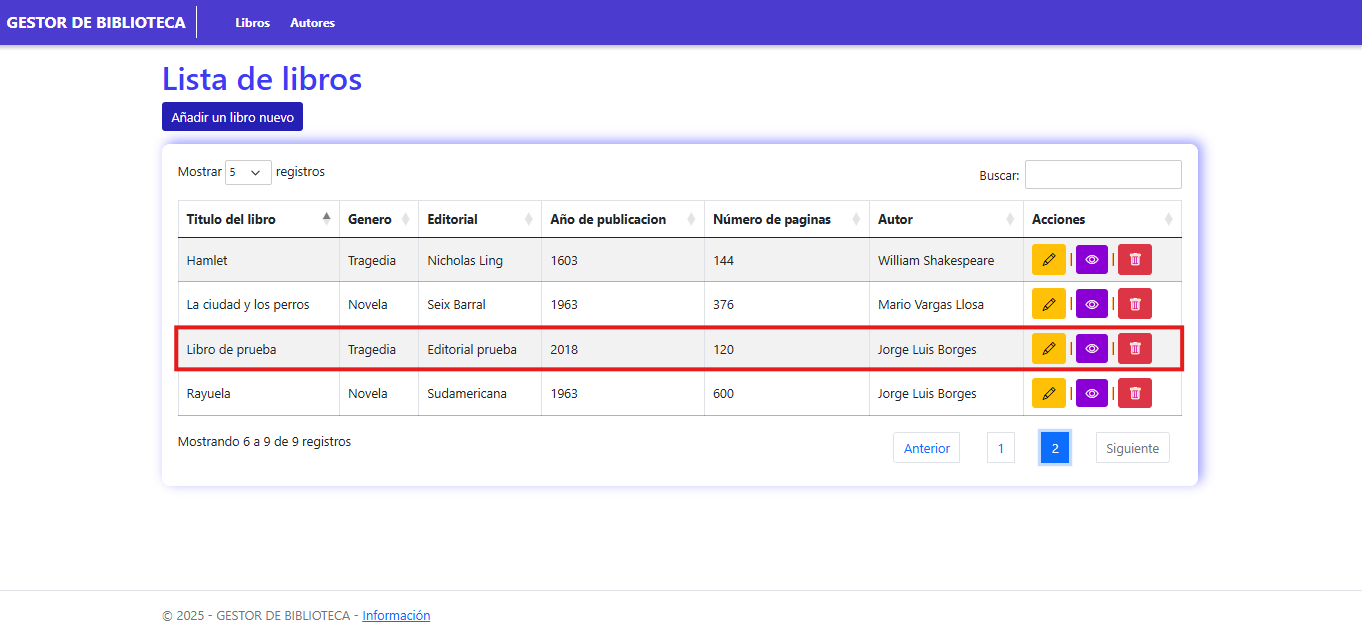 GESTOR DE BIBLIOTECA Libros Autores
Lista de libros
Añadir un libro nuevo
Mostrar 5 registros Buscar:
Titulo del libro Genero Editorial Año de publicacion Número de paginas Autor Acciones
Hamlet Tragedia Nicholas Ling 1603 144 William Shakespeare | |
La ciudad y los perros Novela Seix Barral 1963 376 Mario Vargas Llosa | |
Libro de prueba Tragedia Editorial prueba 2018 120 Jorge Luis Borges | |
Rayuela Novela Sudamericana 1963 600 Jorge Luis Borges | |
Mostrando 6 a 9 de 9 registros Anterior 1 2 Siguiente
© 2025 - GESTOR DE BIBLIOTECA - Información